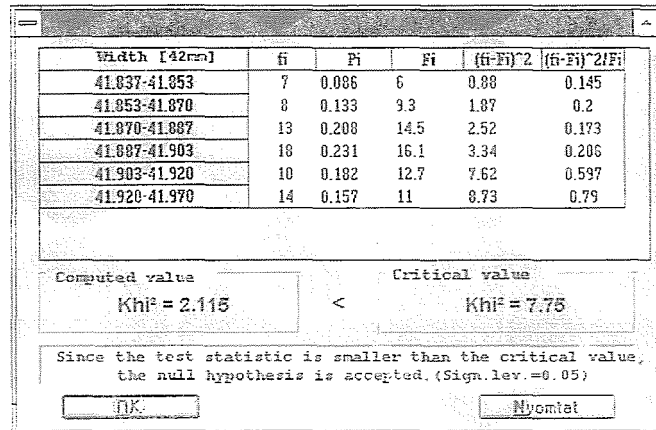 Width [42mm] fi Pi Fi (fi-Fi)^2 (fi-Fi)^2/Fi
41.837-41.853 7 0.086 6 0.88 0.145
41.853-41.870 8 0.133 9.3 1.87 0.2
41.870-41.887 13 0.208 14.5 2.52 0.173
41.887-41.903 18 0.231 16.1 3.34 0.208
41.903-41.920 10 0.182 12.7 7.62 0.597
41.920-41.970 14 0.157 11 8.73 0.79
Computed value Critical value
Khi² = 2.115 < Khi² = 7.75
Since the test statistic is smaller than the critical value,
the null hypothesis is accepted.(Sign.lev.=0.05)
OK Nyomtat